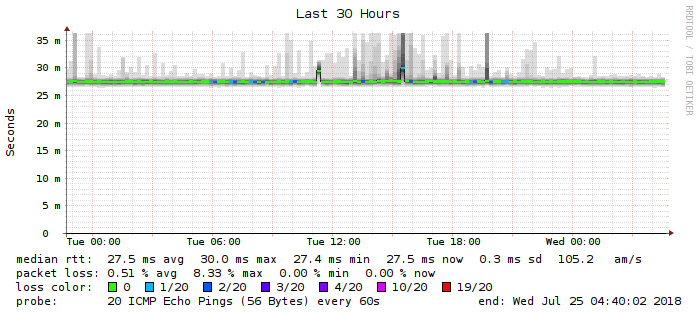 Last 30 Hours
RRDTOOL / TOBI OETIKER
Seconds
35 m
30 m
25 m
20 m
15 m
10 m
5 m
0
Tue 00:00 Tue 06:00 Tue 12:00 Tue 18:00 Wed 00:00
median rtt: 27.5 ms avg 30.0 ms max 27.4 ms min 27.5 ms now 0.3 ms sd 105.2 am/s
packet loss: 0.51 % avg 8.33 % max 0.00 % min 0.00 % now
loss color: 0 1/20 2/20 3/20 4/20 10/20 19/20
probe: 20 ICMP Echo Pings (56 Bytes) every 60s end: Wed Jul 25 04:40:02 2018